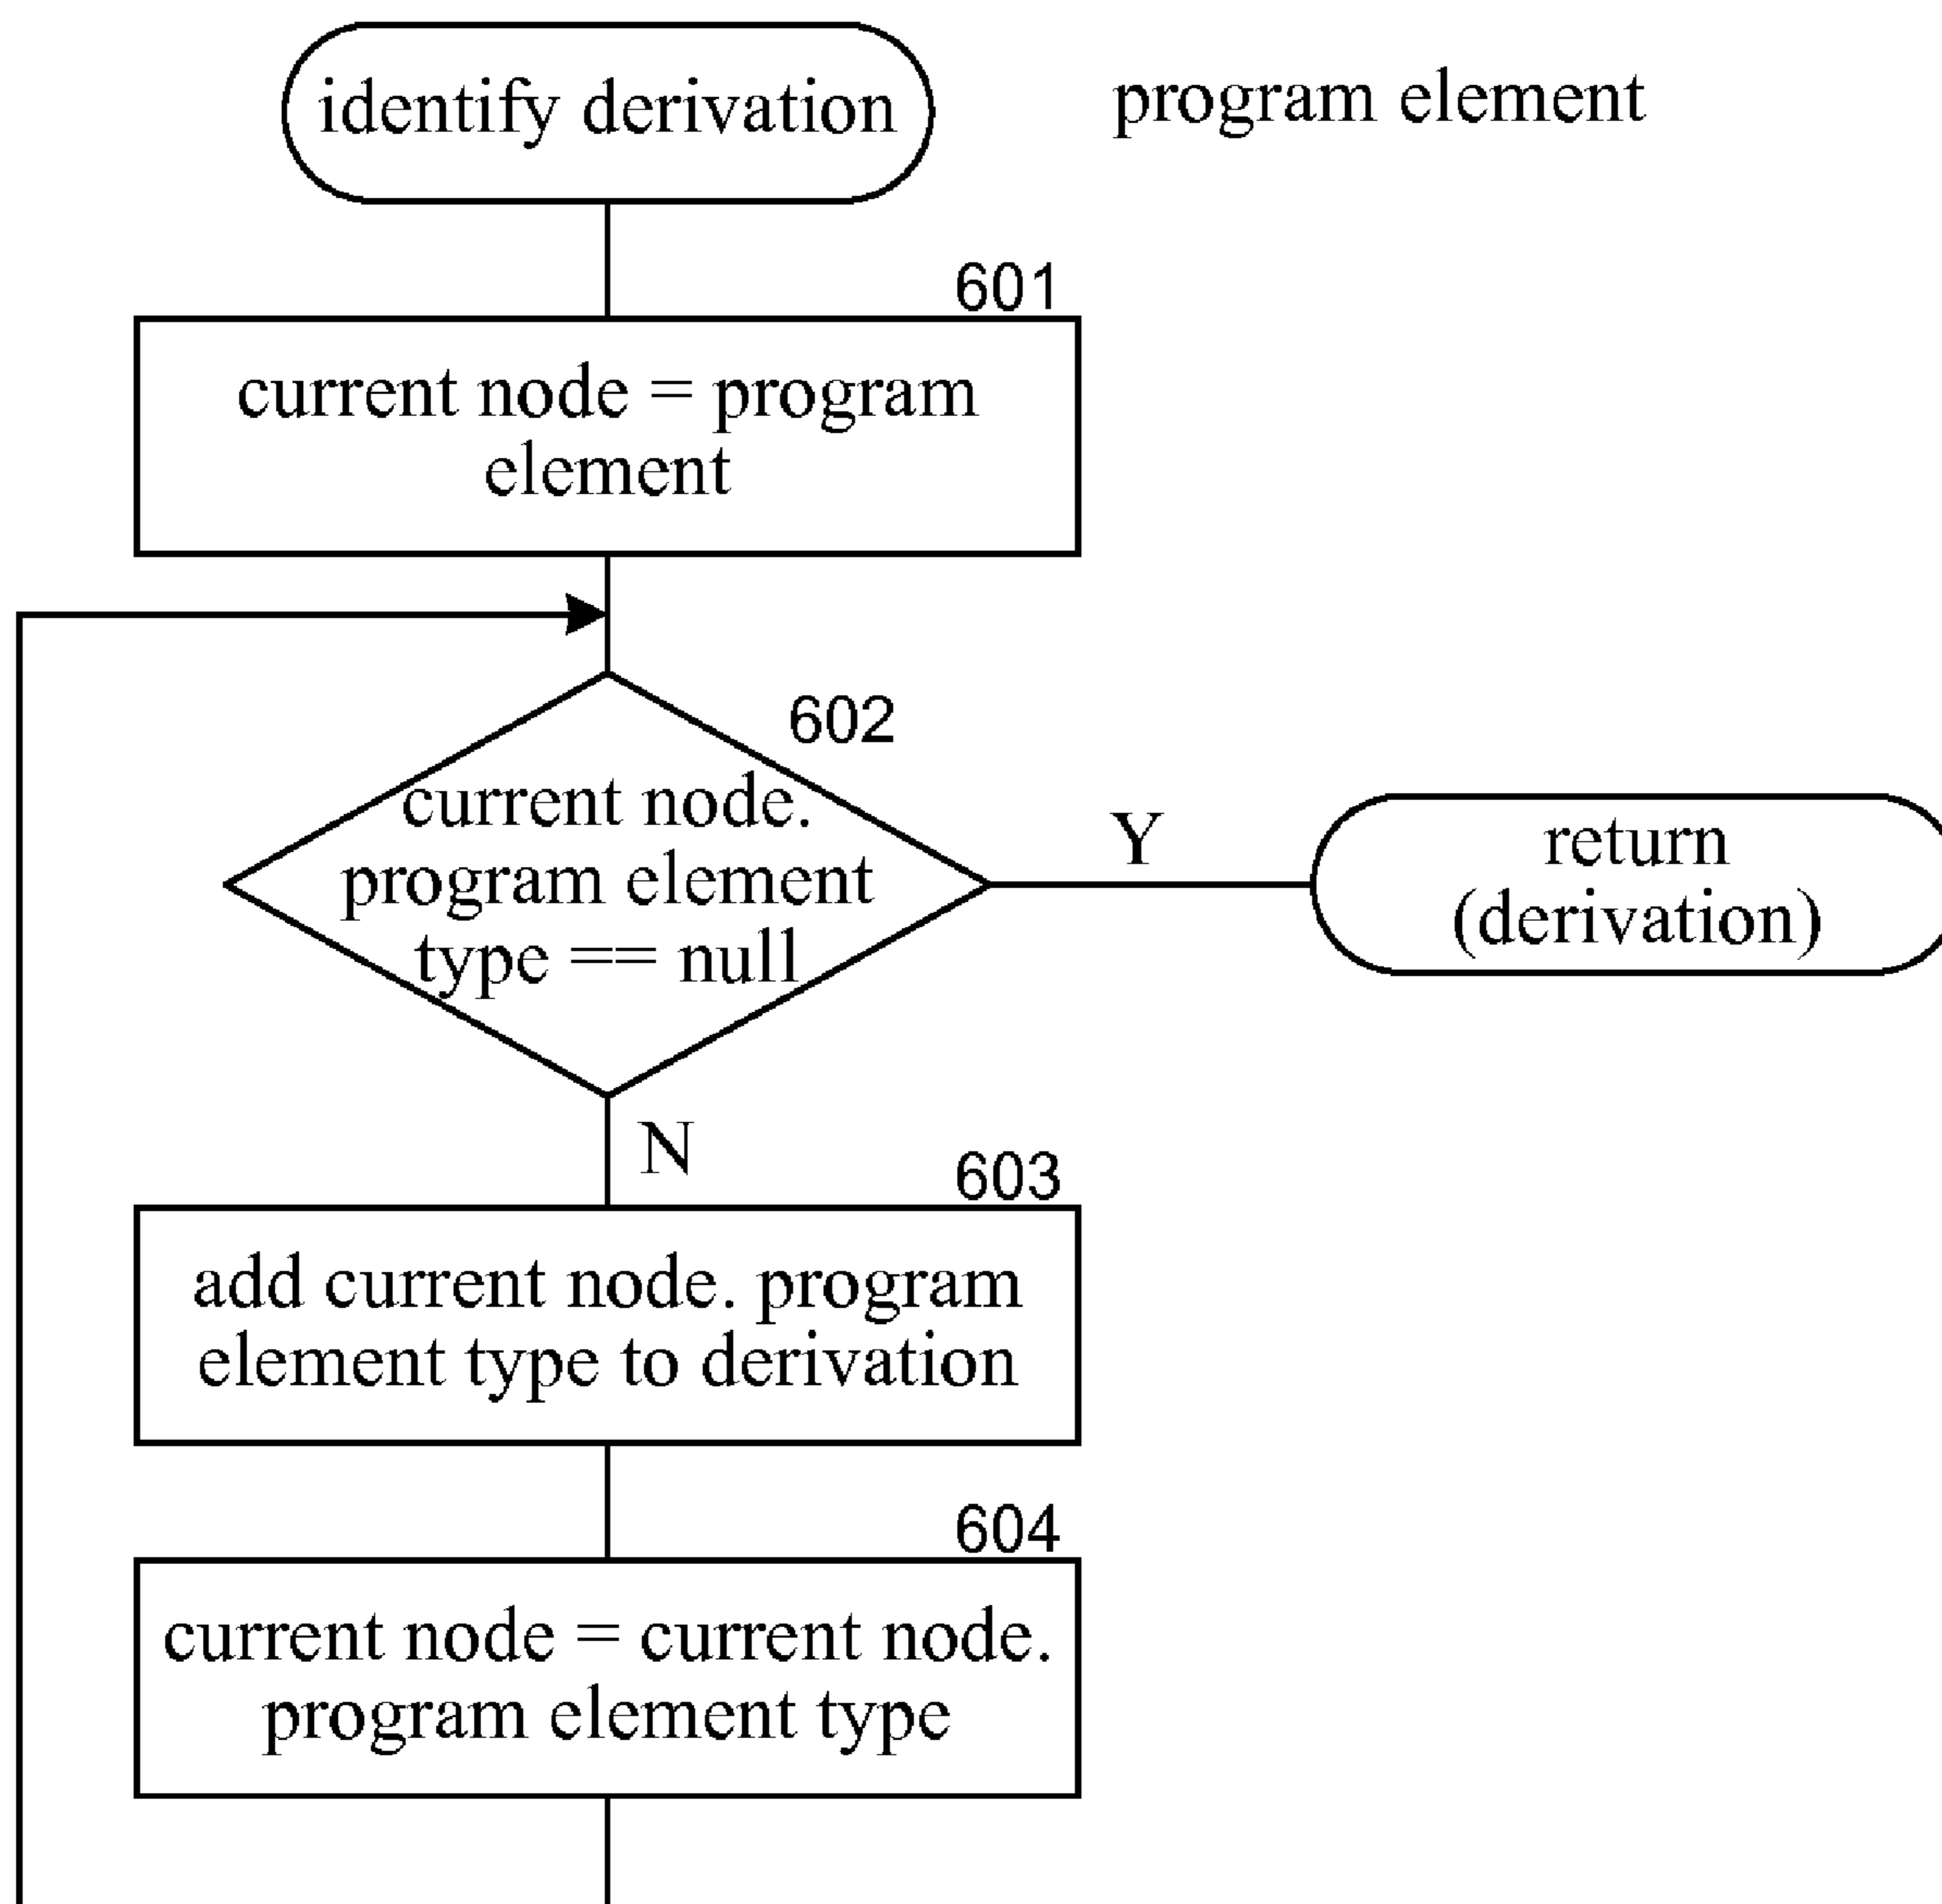 identify derivation
program element
601
current node = program
element
602
current node.
program element
type == null
Y
return
(derivation)
N
603
add current node. program
element type to derivation
604
current node = current node.
program element type